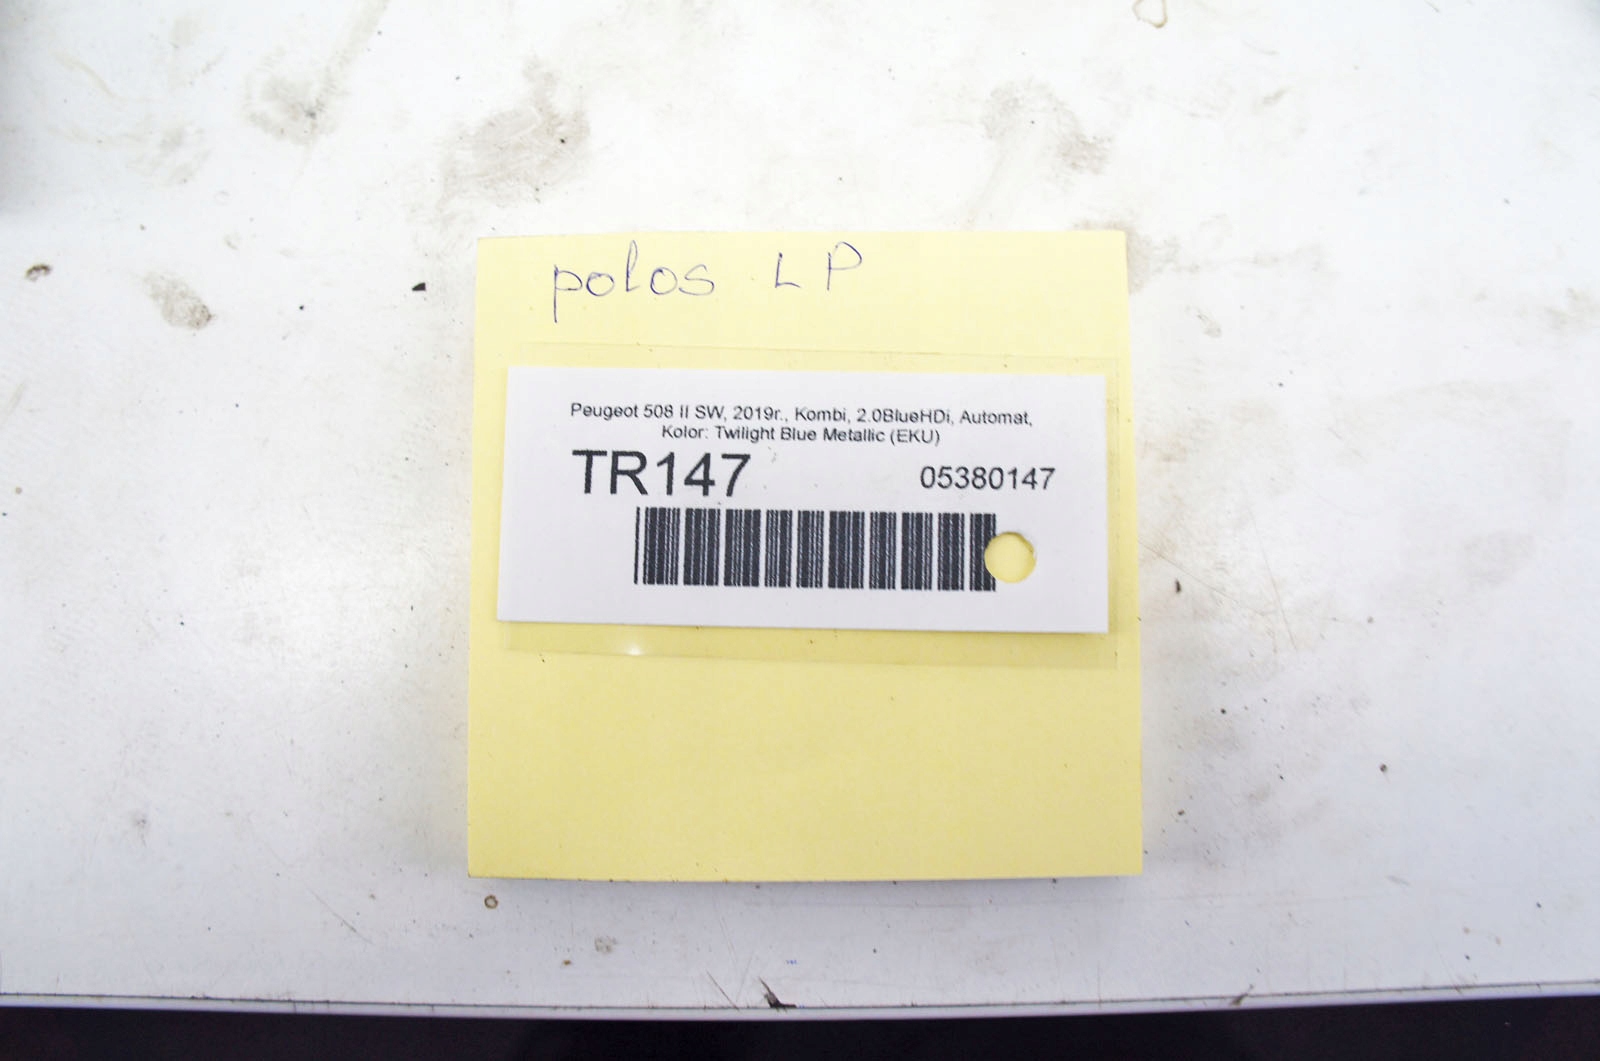 polos LP
Peugeot 508 II SW, 2019r., Kombi, 2.0BlueHDi, Automat,
Kolor: Twilight Blue Metallic (EKU)
TR147 05380147